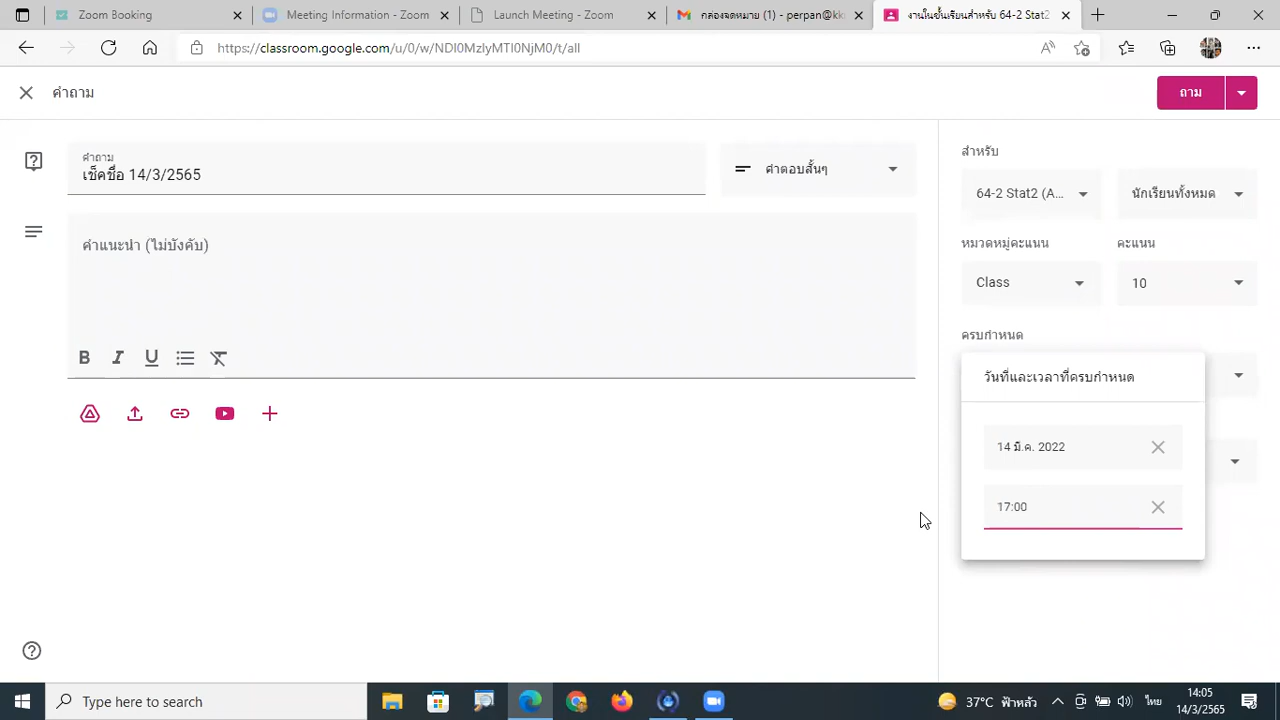 Zoom Booking
Meeting Information - Zoom
Launch Meeting - Zoom
กล่องจดหมาย (1) - perpan@kk
งานในชั้นเรียนสำหรับ 64-2 Stat2
https://classroom.google.com/u/0/w/NDI0MzIyMTI0NjM0/t/all
คำถาม
ถาม
คำถาม
เช็คชื่อ 14/3/2565
คำตอบสั้นๆ
คำแนะนำ (ไม่บังคับ)
สำหรับ
64-2 Stat2 (A...
นักเรียนทั้งหมด
หมวดหมู่คะแนน
คะแนน
Class
10
ครบกำหนด
วันที่และเวลาที่ครบกำหนด
14 มี.ค. 2022
17:00
Type here to search
37°C ฟ้าหลัว
ไทย
14:05
14/3/2565